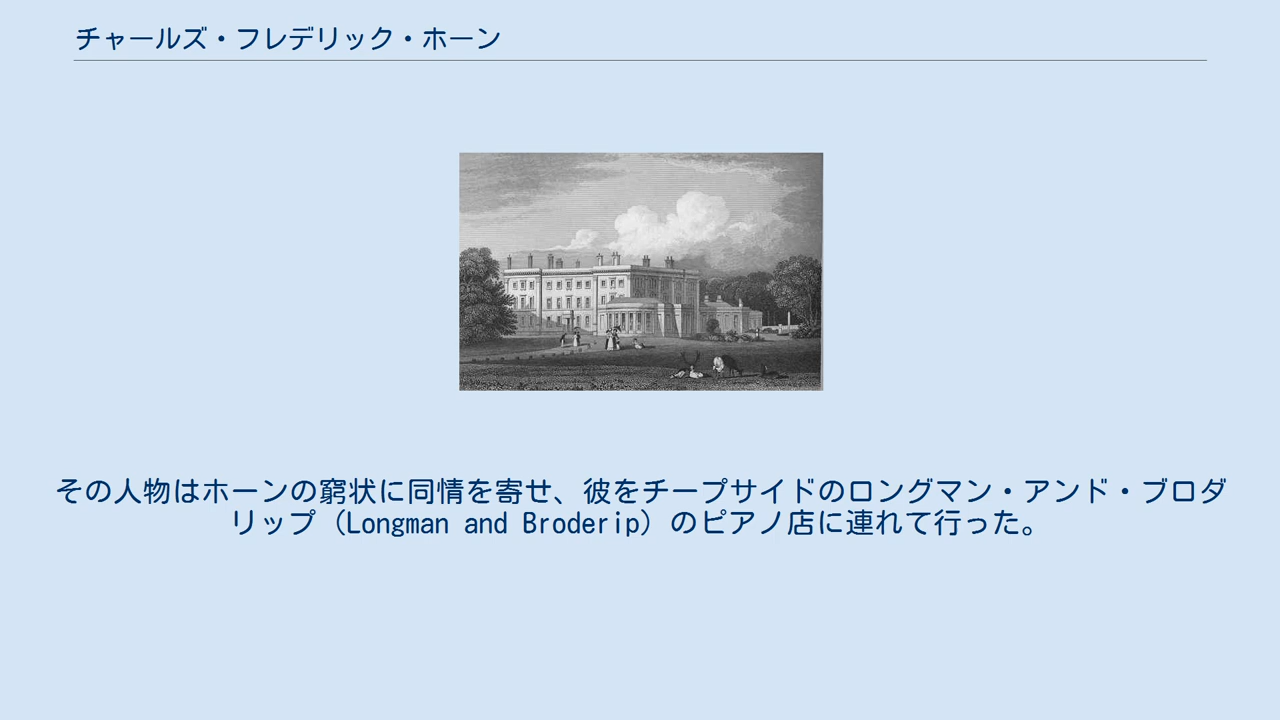 チャールズ・フレデリック・ホーン
その人物はホーンの窮状に同情を寄せ、彼をチープサイドのロングマン・アンド・ブロダ
リップ（Longman and Broderip）のピアノ店に連れて行った。